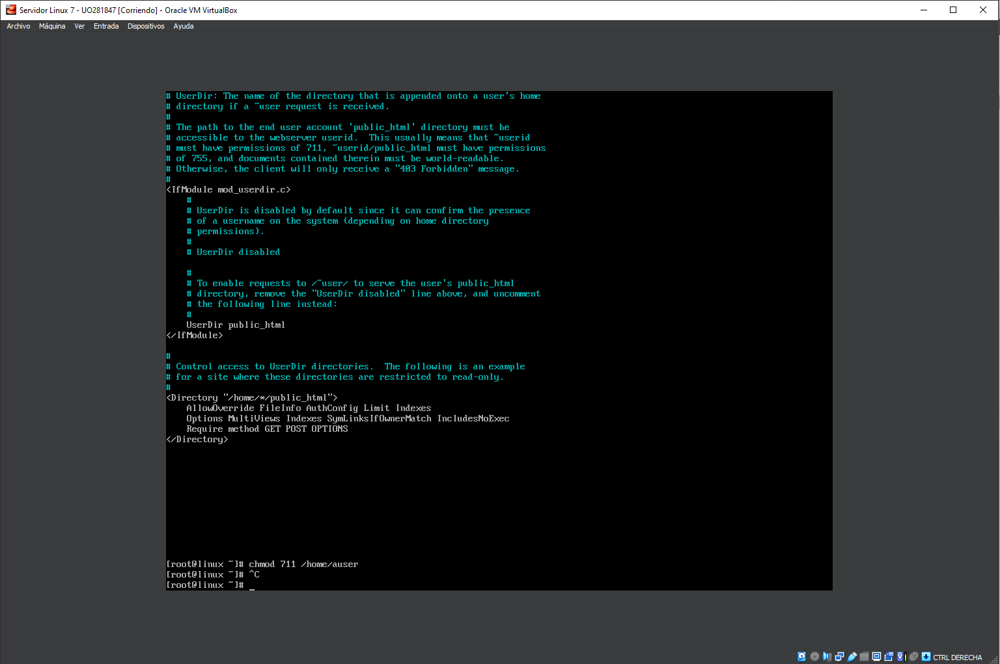 Servidor Linux 7 - UO281847 [Corriendo] - Oracle VM VirtualBox
Archivo Máquina Ver Entrada Dispositivos Ayuda
# UserDir: The name of the directory that is appended onto a user's home
# directory if a ~user request is received.
#
# The path to the end user account 'public_html' directory must be
# accessible to the webserver userid.  This usually means that ~userid
# must have permissions of 711, ~userid/public_html must have permissions
# of 755, and documents contained therein must be world-readable.
# Otherwise, the client will only receive a "403 Forbidden" message.
#
<IfModule mod_userdir.c>
    #
    # UserDir is disabled by default since it can confirm the presence
    # of a username on the system (depending on home directory
    # permissions).
    #
    # UserDir disabled
    #
    # To enable requests to /~user/ to serve the user's public_html
    # directory, remove the "UserDir disabled" line above, and uncomment
    # the following line instead:
    #
    UserDir public_html
</IfModule>
#
# Control access to UserDir directories.  The following is an example
# for a site where these directories are restricted to read-only.
#
<Directory "/home/*/public_html">
    AllowOverride FileInfo AuthConfig Limit Indexes
    Options MultiViews Indexes SymLinksIfOwnerMatch IncludesNoExec
    Require method GET POST OPTIONS
</Directory>
[root@linux ~]# chmod 711 /home/auser
[root@linux ~]# ^C
[root@linux ~]# _
CTRL DERECHA